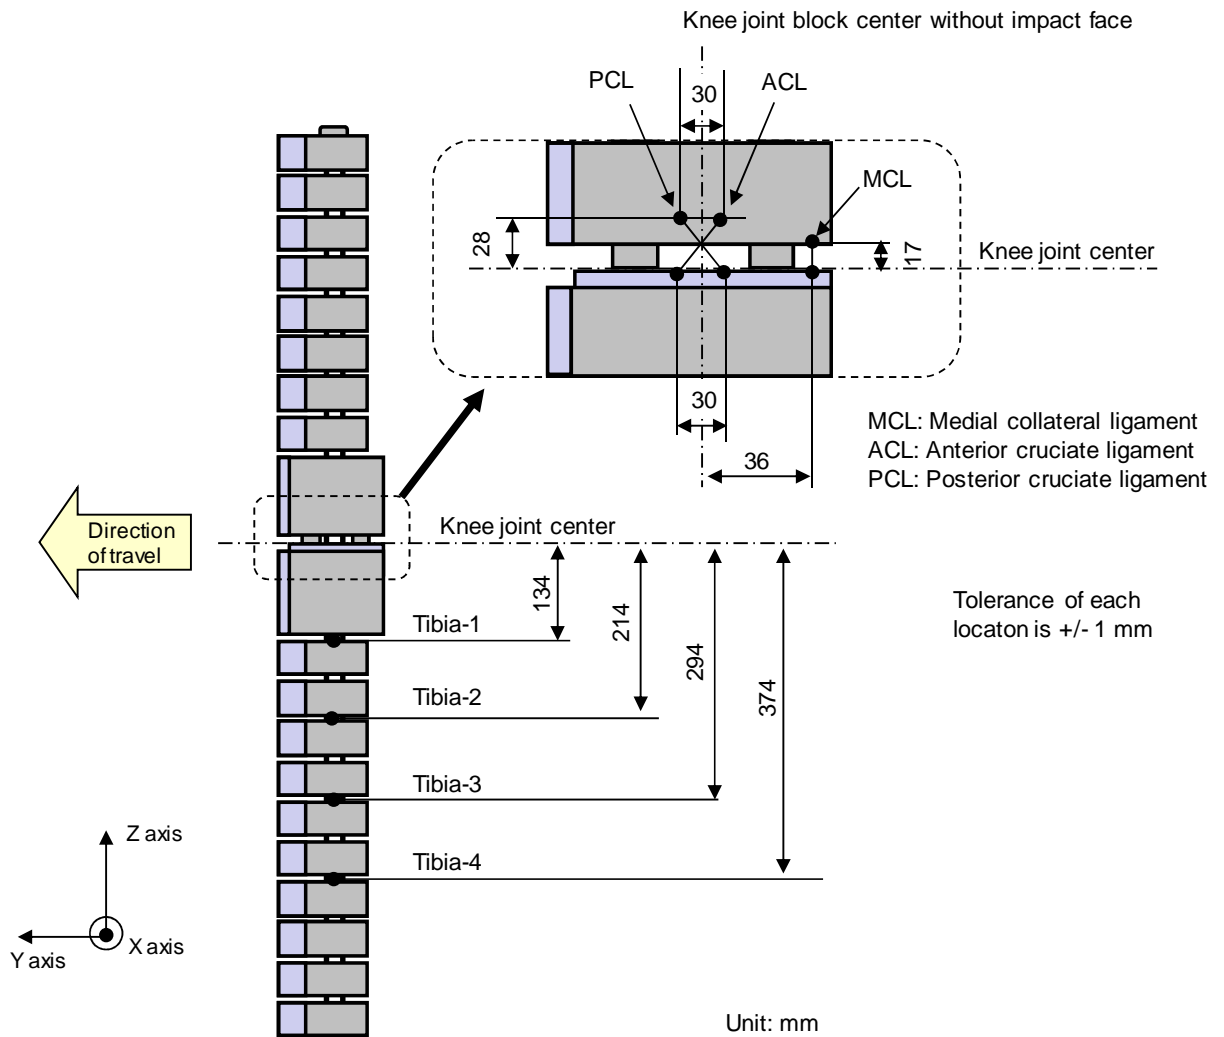 Knee joint block center without impact face
PCL
30
ACL
MCL
28
17
Knee joint center
30
36
MCL: Medial collateral ligament
ACL: Anterior cruciate ligament
PCL: Posterior cruciate ligament
Direction
of travel
Knee joint center
134
214
294
374
Tibia-1
Tibia-2
Tibia-3
Tibia-4
Tolerance of each
locaton is +/- 1 mm
Z axis
X axis
Y axis
Unit: mm